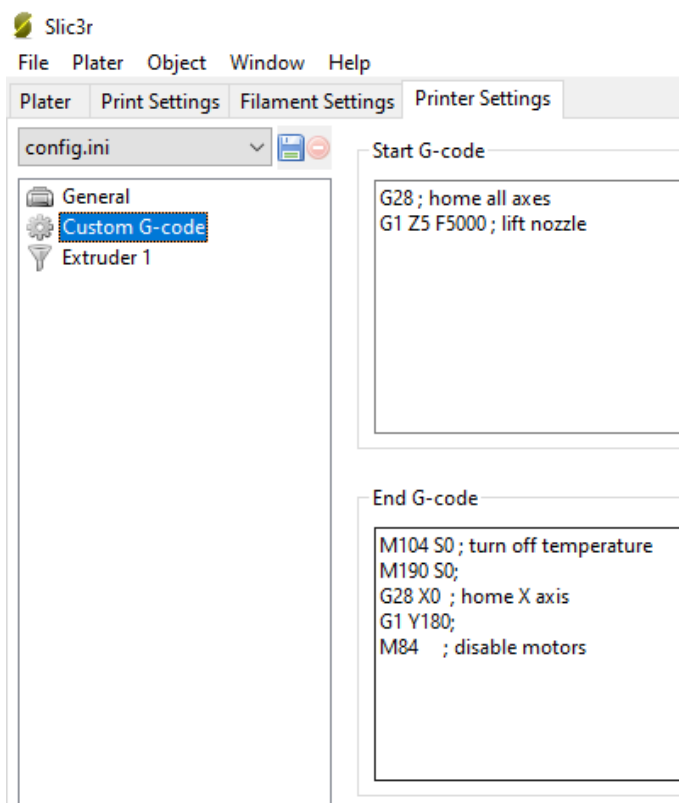 Slic3r
File Plater Object Window Help
Plater Print Settings Filament Settings Printer Settings
config.ini
General
Custom G-code
Extruder 1
Start G-code
G28 ; home all axes
G1 Z5 F5000 ; lift nozzle
End G-code
M104 S0 ; turn off temperature
M190 S0;
G28 X0  ; home X axis
G1 Y180;
M84    ; disable motors